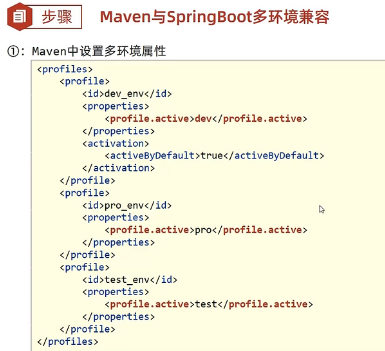 步骤 Maven与SpringBoot多环境兼容
①：Maven中设置多环境属性
<profiles>
    <profile>
        <id>dev_env</id>
        <properties>
            <profile.active>dev</profile.active>
        </properties>
        <activation>
            <activeByDefault>true</activeByDefault>
        </activation>
    </profile>
    <profile>
        <id>pro_env</id>
        <properties>
            <profile.active>pro</profile.active>
        </properties>
    </profile>
    <profile>
        <id>test_env</id>
        <properties>
            <profile.active>test</profile.active>
        </properties>
    </profile>
</profiles>